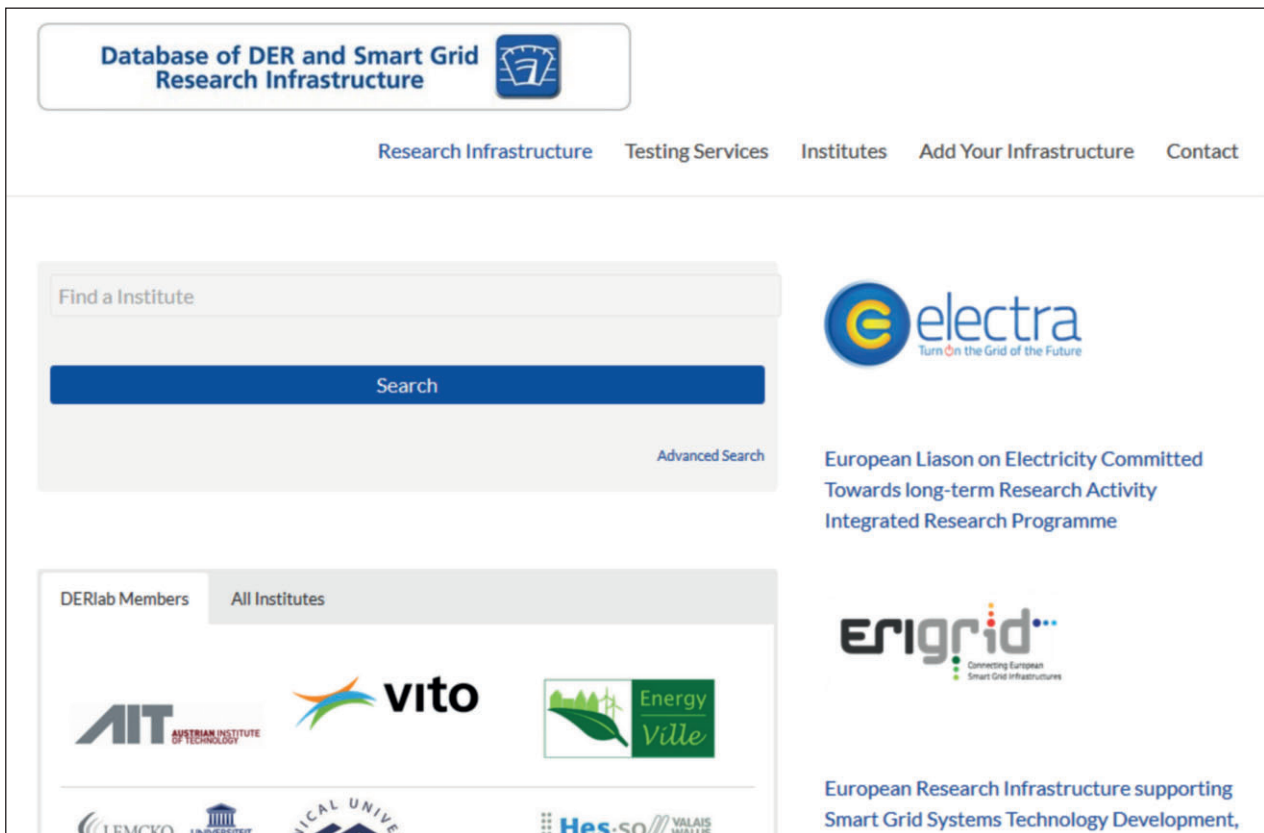 Database of DER and Smart Grid
Research Infrastructure
Research Infrastructure Testing Services Institutes Add Your Infrastructure Contact
Find a Institute
Search
Advanced Search
electra
Turn On the Grid of the Future
European Liason on Electricity Committed
Towards long-term Research Activity
Integrated Research Programme
DERlab Members All Institutes
AIT AUSTRIAN INSTITUTE
OF TECHNOLOGY
vito
Energy
Ville
Erigrid
Connecting European
Smart Grid Infrastructures
LEMCKO
UNIVERSITEIT
Hes·so VALAIS
WALLIS
European Research Infrastructure supporting
Smart Grid Systems Technology Development,